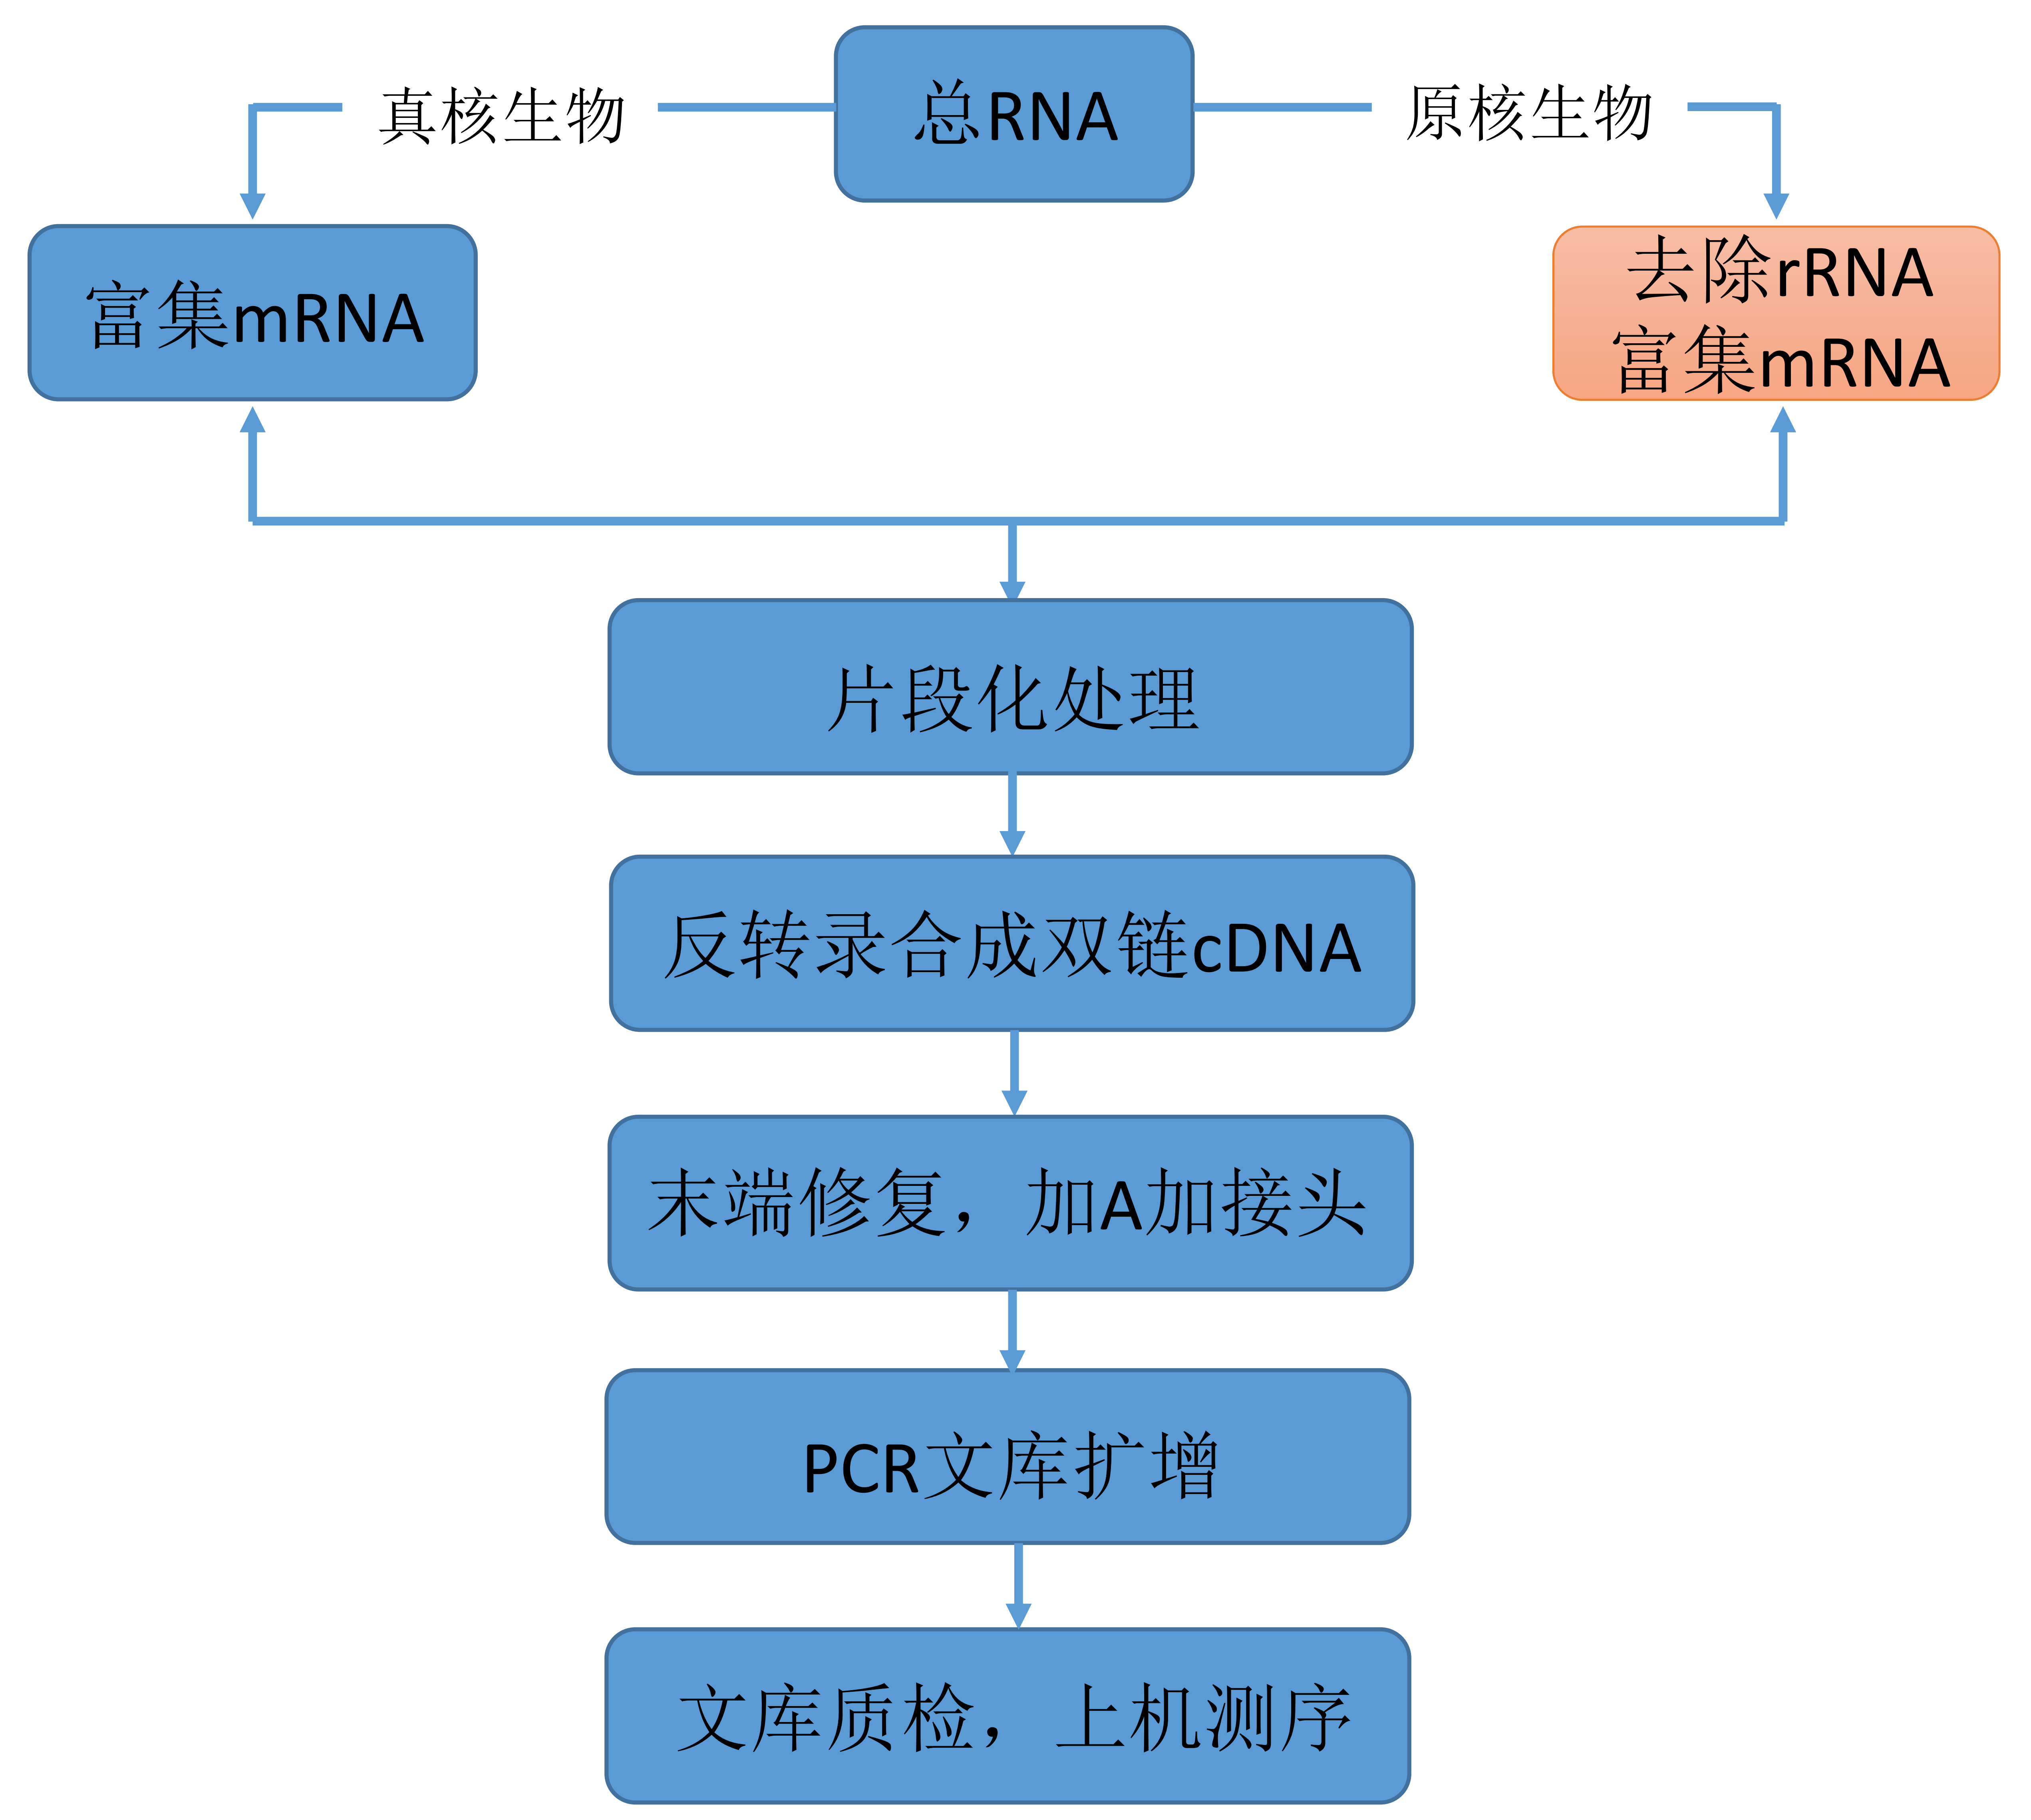 总RNA
真核生物
原核生物
富集mRNA
去除rRNA
富集mRNA
片段化处理
反转录合成双链cDNA
末端修复，加A加接头
PCR文库扩增
文库质检，上机测序